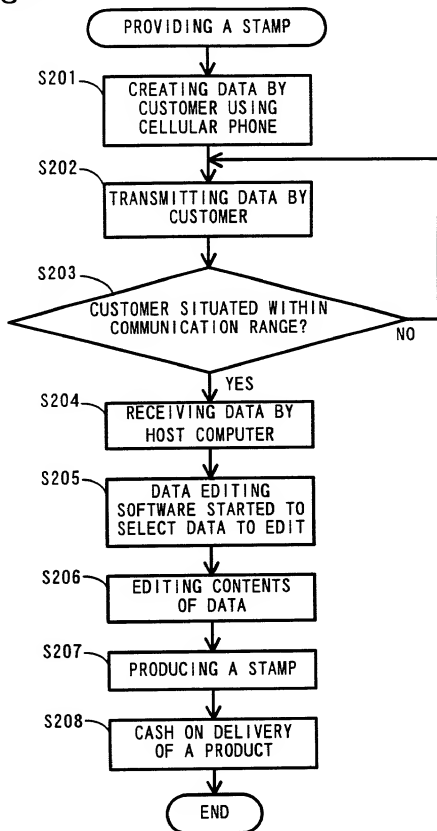 PROVIDING A STAMP
S201
CREATING DATA BY
CUSTOMER USING
CELLULAR PHONE
S202
TRANSMITTING DATA BY
CUSTOMER
S203
CUSTOMER SITUATED WITHIN
COMMUNICATION RANGE?
NO
YES
S204
RECEIVING DATA BY
HOST COMPUTER
S205
DATA EDITING
SOFTWARE STARTED TO
SELECT DATA TO EDIT
S206
EDITING CONTENTS
OF DATA
S207
PRODUCING A STAMP
S208
CASH ON DELIVERY
OF A PRODUCT
END